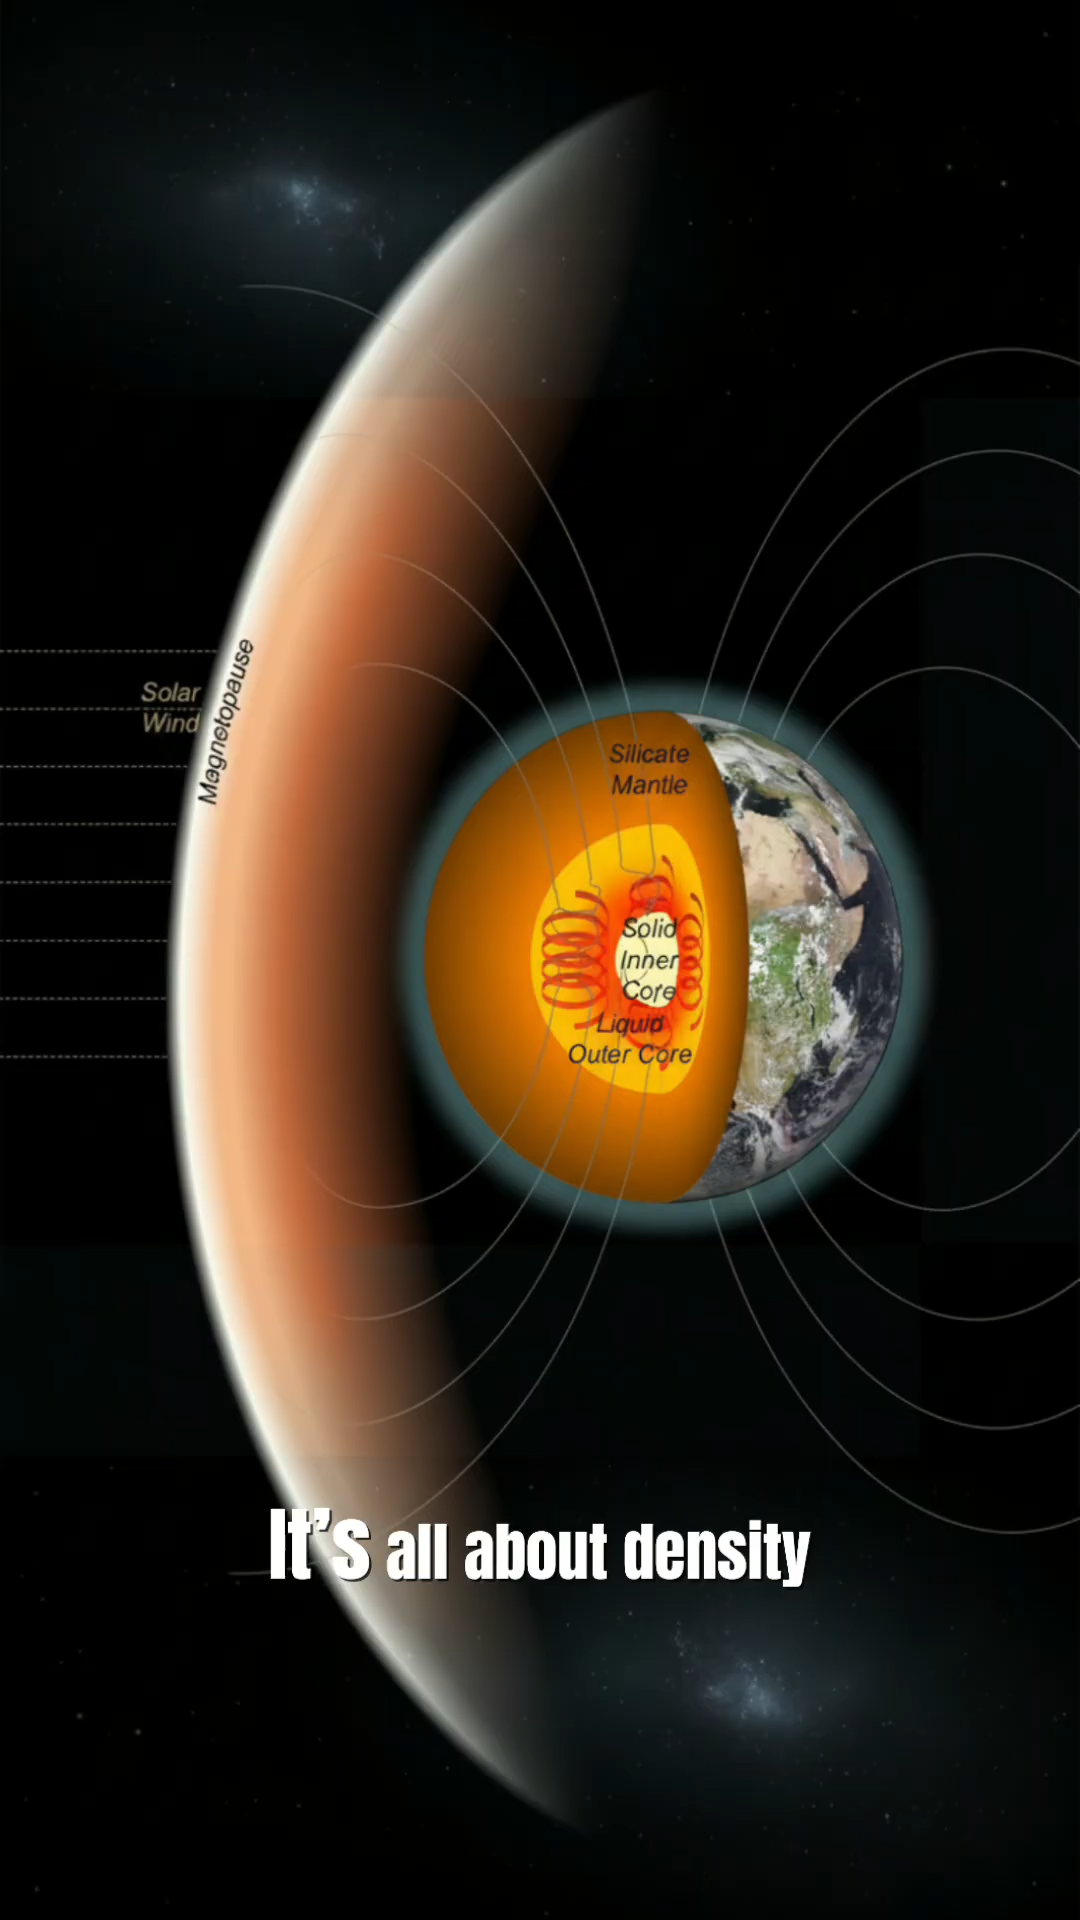 Solar
Wind
Magnetopause
Silicate
Mantle
Solid
Inner
Core
Liquid
Outer Core
It's all about density